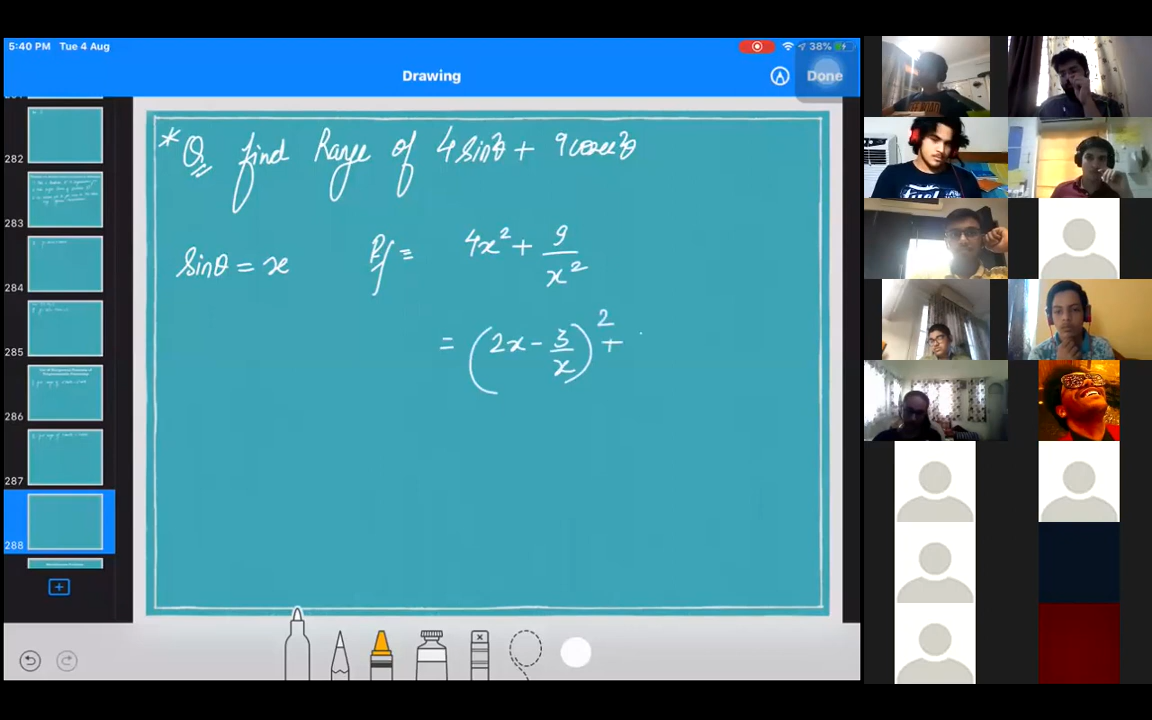 5:40 PM Tue 4 Aug
38%
Drawing
Done
282
283
284
285
286
287
288
*Q. find Range of 4sin²θ + 9cosec²θ
sinθ = x
4x² + 9/x²
= (2x - 3/x)² +